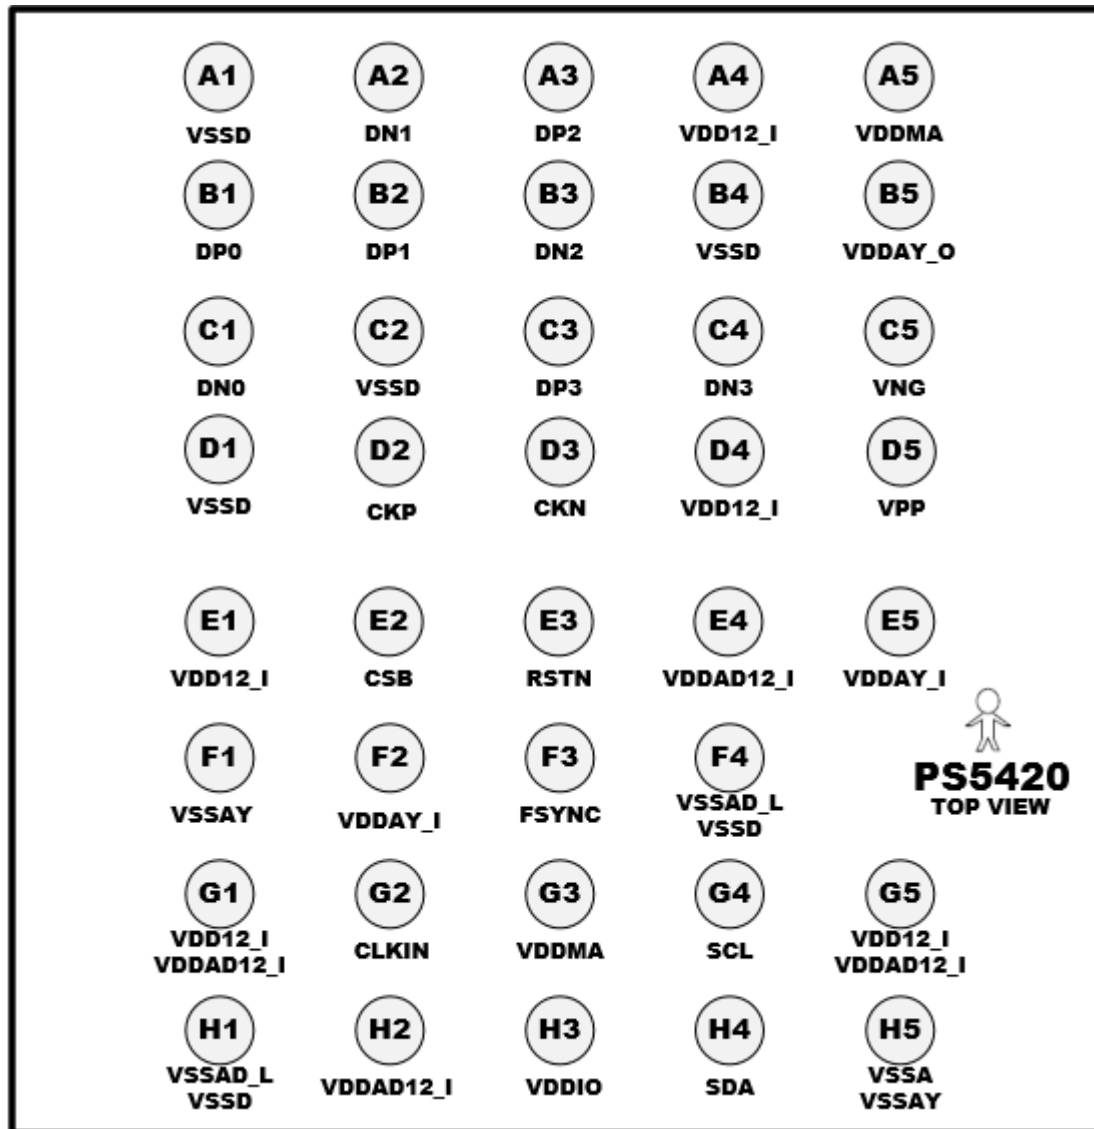 A1 A2 A3 A4 A5
VSSD DN1 DP2 VDD12_I VDDMA
B1 B2 B3 B4 B5
DP0 DP1 DN2 VSSD VDDAY_O
C1 C2 C3 C4 C5
DN0 VSSD DP3 DN3 VNG
D1 D2 D3 D4 D5
VSSD CKP CKN VDD12_I VPP
E1 E2 E3 E4 E5
VDD12_I CSB RSTN VDDAD12_I VDDAY_I
F1 F2 F3 F4
PS5420
TOP VIEW
VSSAY VDDAY_I FSYNC VSSAD_L
VSSD
G1 G2 G3 G4 G5
VDD12_I CLKIN VDDMA SCL VDD12_I
VDDAD12_I VDDAD12_I
H1 H2 H3 H4 H5
VSSAD_L VDDAD12_I VDDIO SDA VSSA
VSSD VSSAY